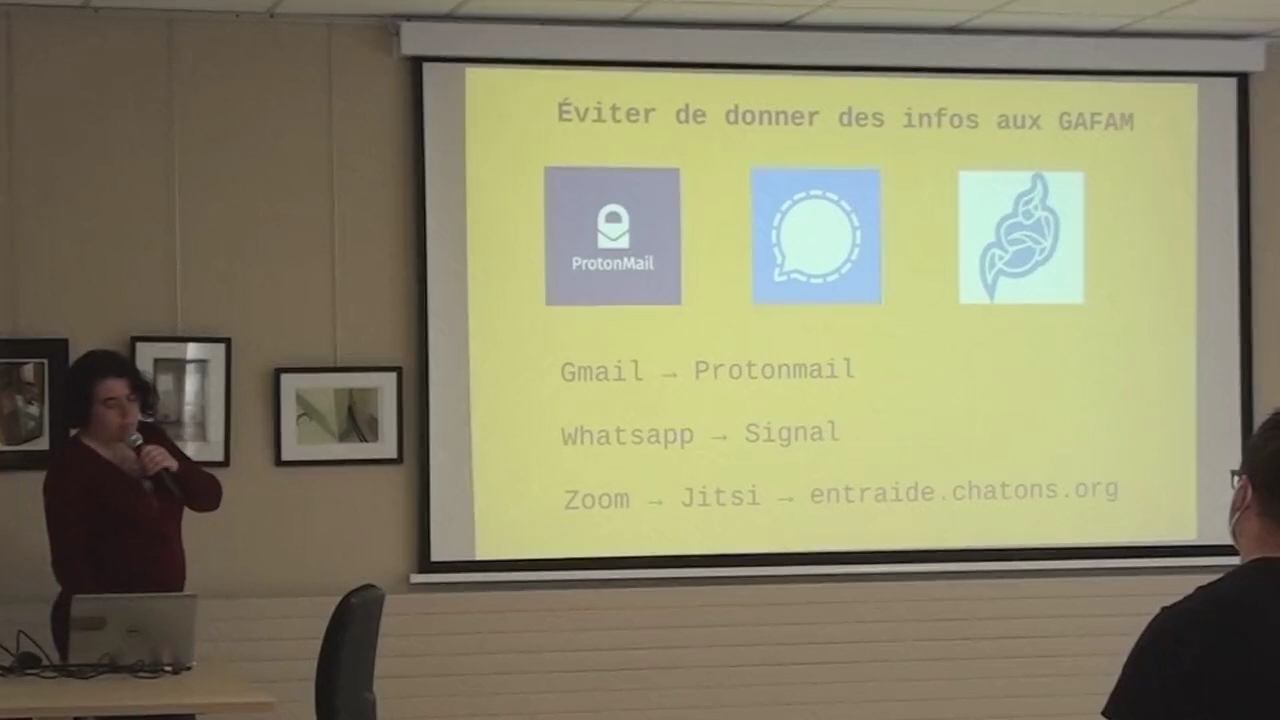 Éviter de donner des infos aux GAFAM
ProtonMail
Gmail → Protonmail
Whatsapp → Signal
Zoom → Jitsi → entraide.chatons.org